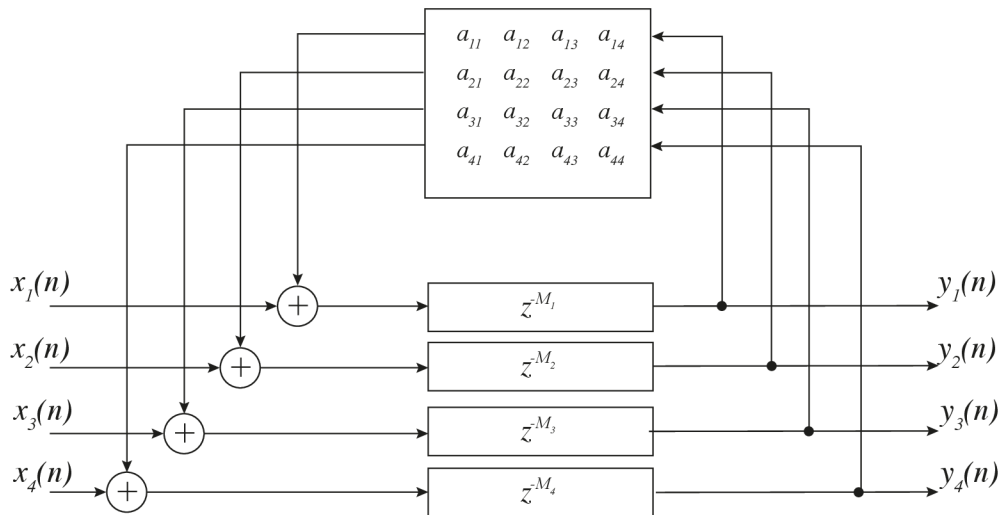 a₁₁ a₁₂ a₁₃ a₁₄
a₂₁ a₂₂ a₂₃ a₂₄
a₃₁ a₃₂ a₃₃ a₃₄
a₄₁ a₄₂ a₄₃ a₄₄
x₁(n) + z^-M₁ y₁(n)
x₂(n) + z^-M₂ y₂(n)
x₃(n) + z^-M₃ y₃(n)
x₄(n) + z^-M₄ y₄(n)